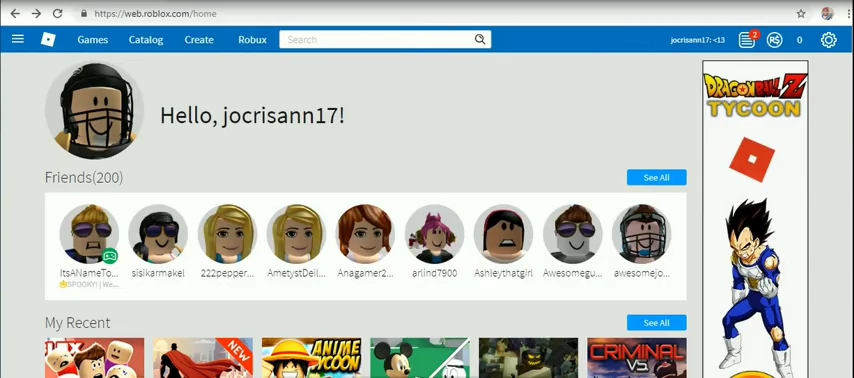 https://web.roblox.com/home
Games Catalog Create Robux Search jocrisann17: <13 2 R$ 0
Hello, jocrisann17!
DRAGONBALL Z
TYCOON
Friends(200)
See All
ItsANameTo... sisikarmakel 222pepper... AmetystDeil... Anagamer2... arlind7900 Ashleythatgirl Awesomegu... awesomejo...
SPOOKY! | We...
My Recent
See All
NEW
ANIME
TYCOON
CRIMINAL
VS.